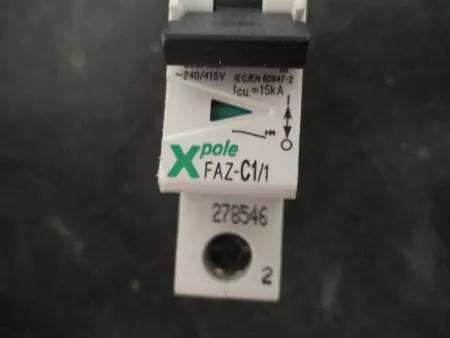 ~240/415V
IEC/EN 60947-2
Icu=15kA
I
O
Xpole
FAZ-C1/1
278546
2